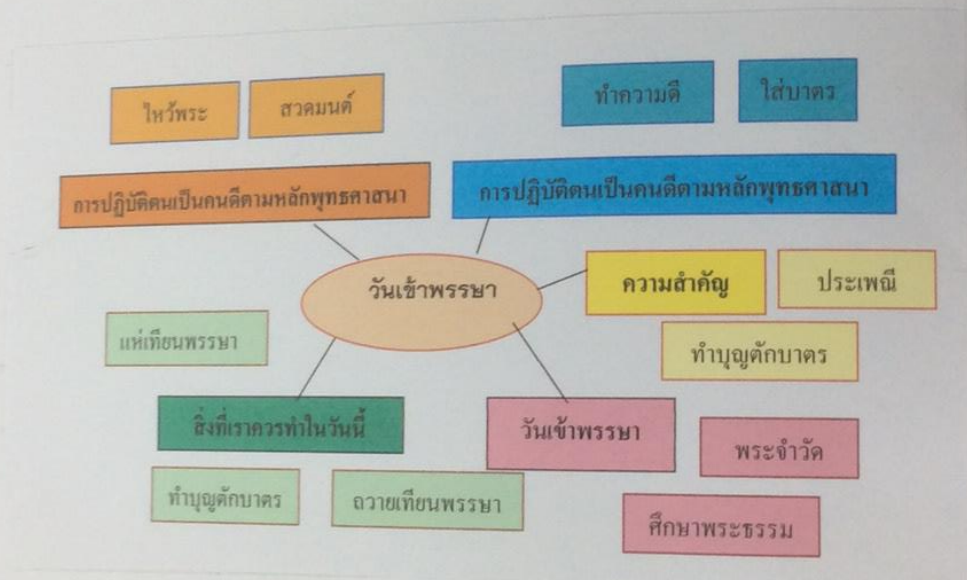 ไหว้พระ
สวดมนต์
ทำความดี
ใส่บาตร
การปฏิบัติตนเป็นคนดีตามหลักพุทธศาสนา
การปฏิบัติตนเป็นคนดีตามหลักพุทธศาสนา
วันเข้าพรรษา
ความสำคัญ
ประเพณี
แห่เทียนพรรษา
ทำบุญตักบาตร
สิ่งที่เราควรทำในวันนี้
วันเข้าพรรษา
พระจำวัด
ทำบุญตักบาตร
ถวายเทียนพรรษา
ศึกษาพระธรรม